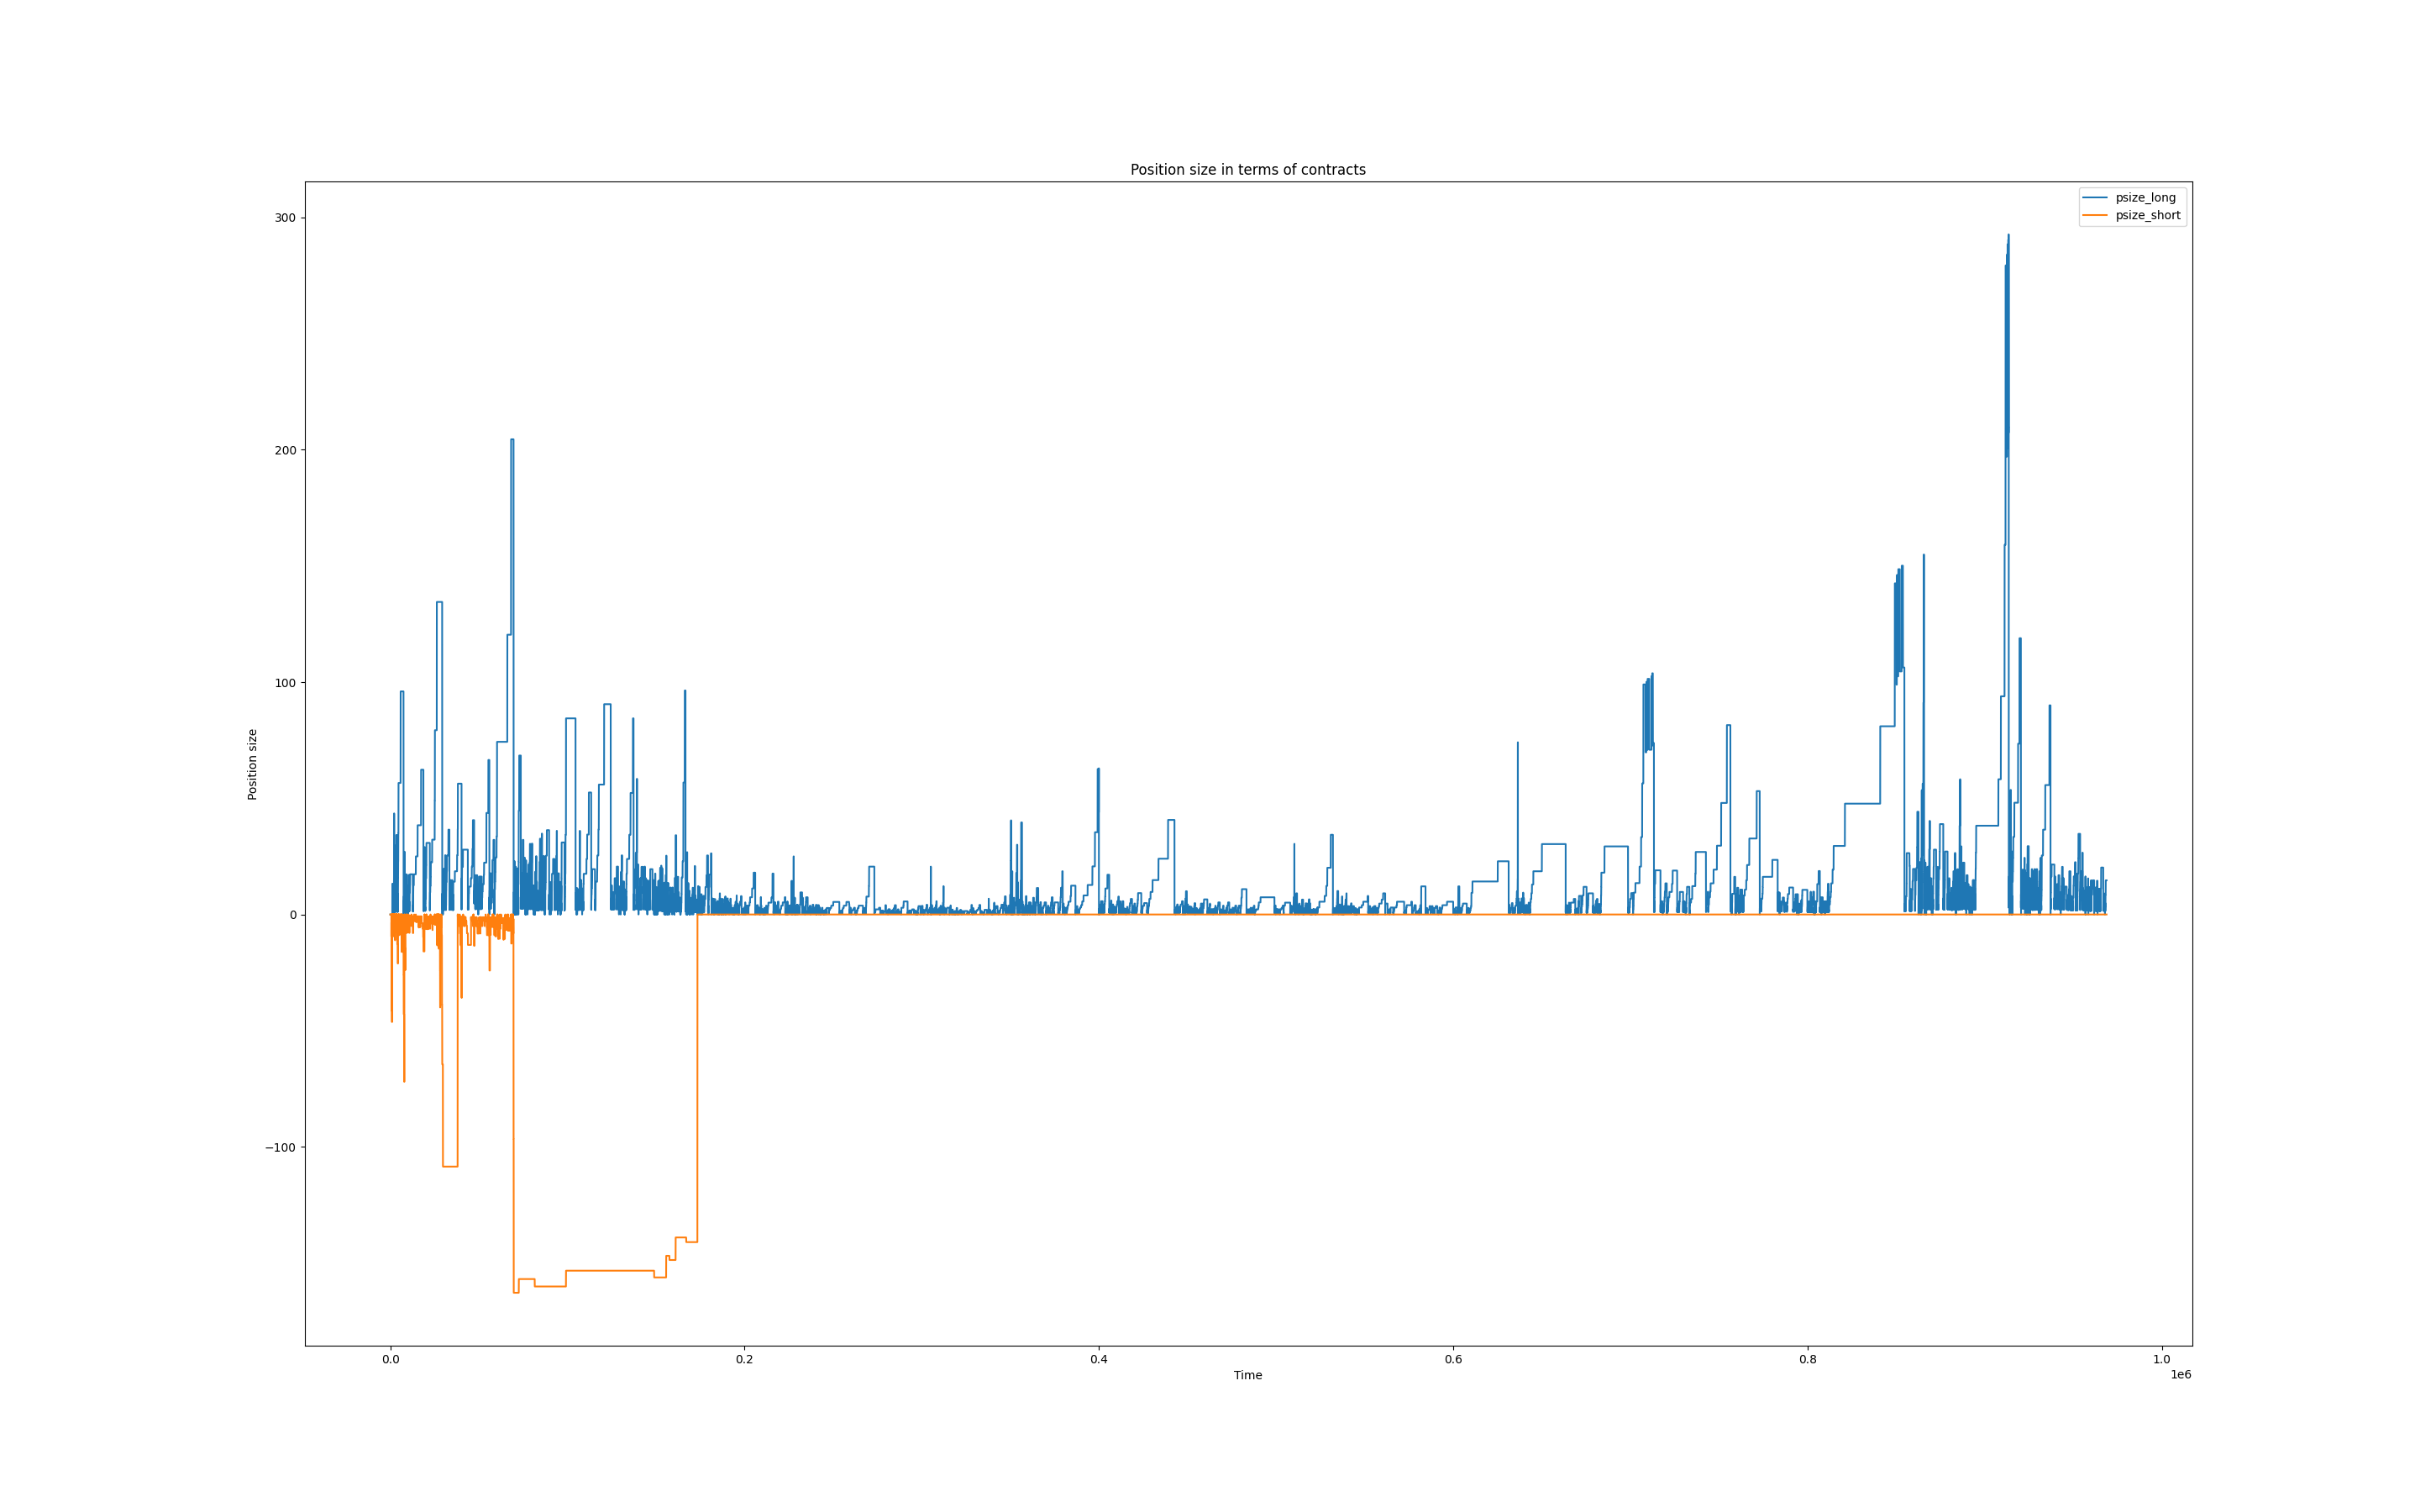 Position size in terms of contracts
psize_long
psize_short
300
200
100
0
−100
Position size
0.0 0.2 0.4 0.6 0.8 1.0
1e6
Time